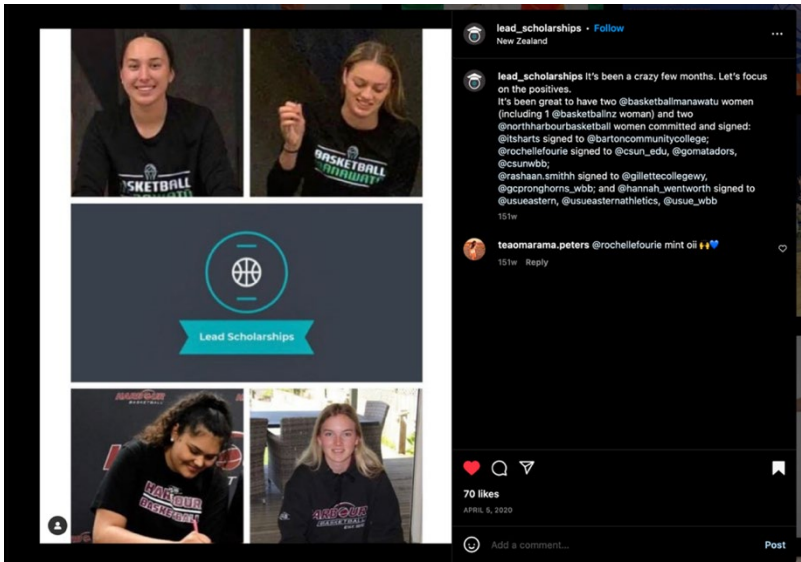 BASKETBALL
BASKETBALL
MANAWATU
Lead Scholarships
HARBOUR
BASKETBALL
HARBOUR
BASKETBALL
HARBOUR
BASKETBALL
lead_scholarships • Follow
New Zealand
lead_scholarships It's been a crazy few months. Let's focus
on the positives.
It's been great to have two @basketballmanawatu women
(including 1 @basketballnz woman) and two
@northharbourbasketball women committed and signed:
@itsharts signed to @bartoncommunitycollege;
@rochellefourie signed to @csun_edu, @gomatadors,
@csunwbb;
@rashaan.smithh signed to @gillettecollegewy,
@gcpronghorns_wbb; and @hannah_wentworth signed to
@usueastern, @usueasternathletics, @usue_wbb
151w
teaomarama.peters @rochellefourie mint oii 🙌💙
151w Reply
70 likes
APRIL 5, 2020
Add a comment...
Post